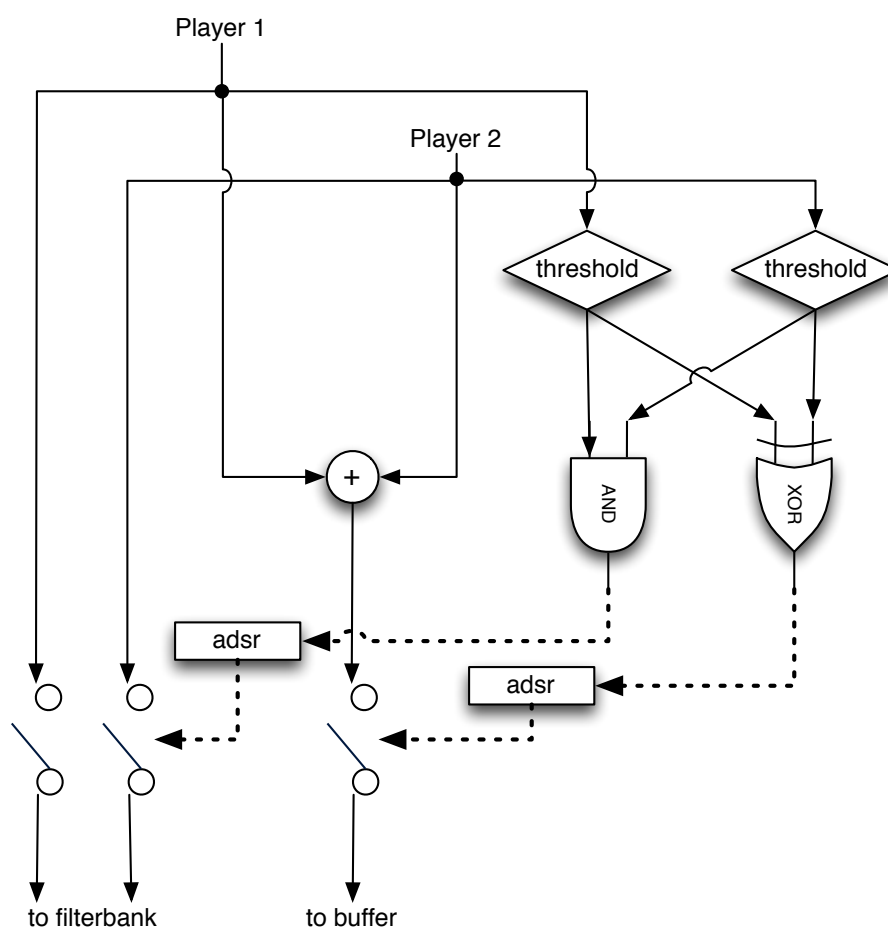 Player 1
Player 2
threshold
threshold
+
AND
XOR
adsr
adsr
to filterbank
to buffer